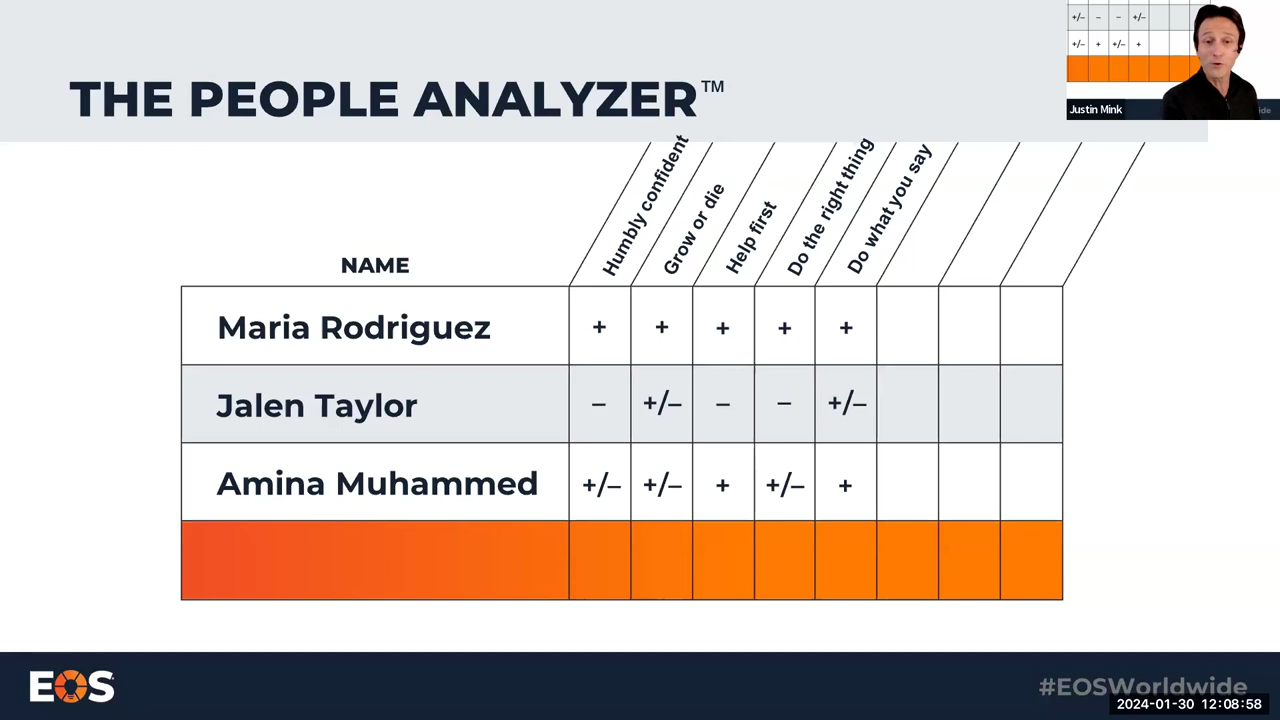 THE PEOPLE ANALYZER™
+/– – – +/–
+/– + +/– +
Justin Mink
NAME
Humbly confident
Grow or die
Help first
Do the right thing
Do what you say
Maria Rodriguez + + + + +
Jalen Taylor – +/– – – +/–
Amina Muhammed +/– +/– + +/– +
EOS
#EOSWorldwide
2024-01-30 12:08:58